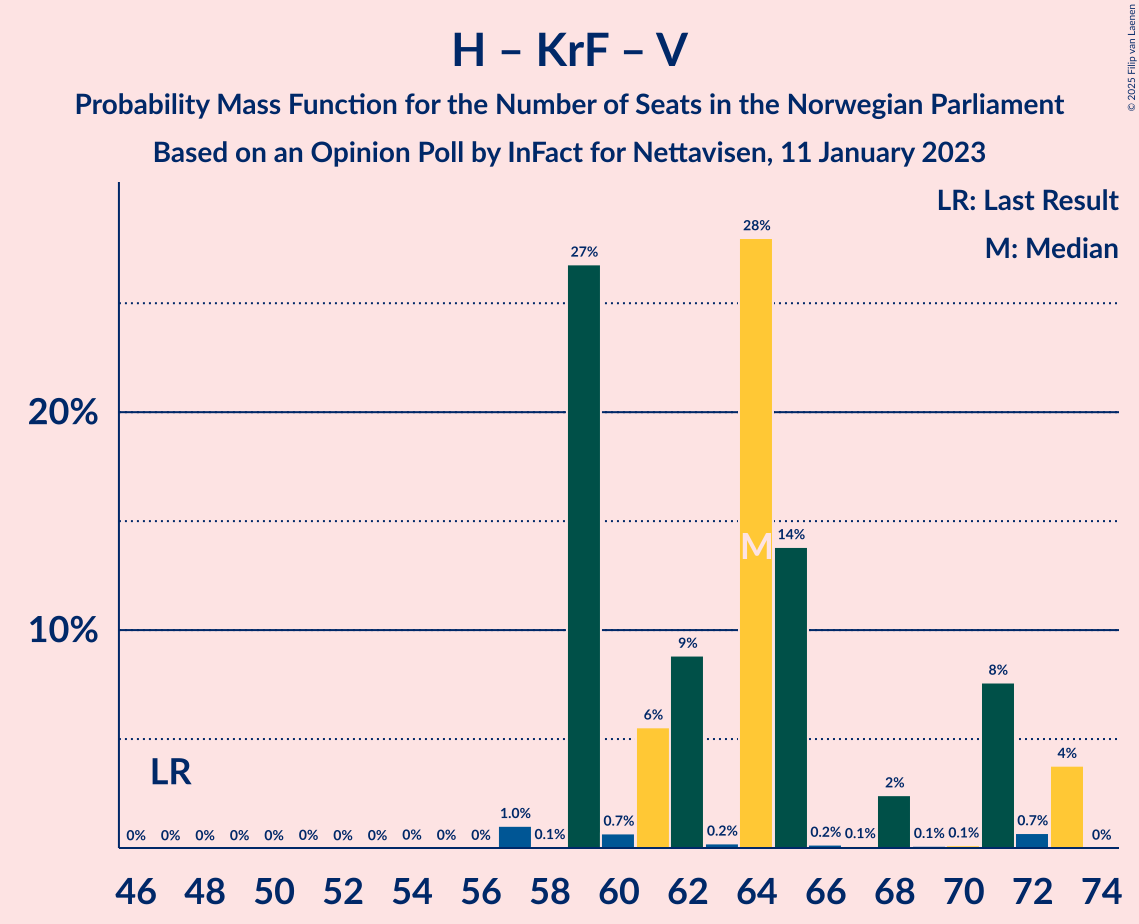 H – KrF – V
Probability Mass Function for the Number of Seats in the Norwegian Parliament
Based on an Opinion Poll by InFact for Nettavisen, 11 January 2023
© 2025 Filip van Laenen
LR: Last Result
M: Median
20%
10%
LR
M
0% 0% 0% 0% 0% 0% 0% 0% 0% 0% 0% 1.0% 0.1% 27% 0.7% 6% 9% 0.2% 28% 14% 0.2% 0.1% 2% 0.1% 0.1% 8% 0.7% 4% 0%
46 48 50 52 54 56 58 60 62 64 66 68 70 72 74